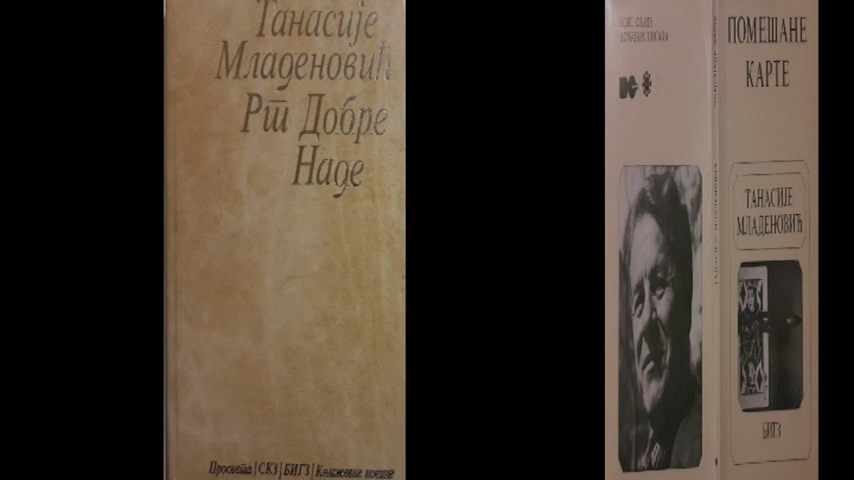 Танасије
Младеновић
Рт Добре
Наде
Просвета|СКЗ|БИГЗ|Књижевне новине
ПОМЕШАНЕ
КАРТЕ
ТАНАСИЈЕ
МЛАДЕНОВИЋ
БИГЗ